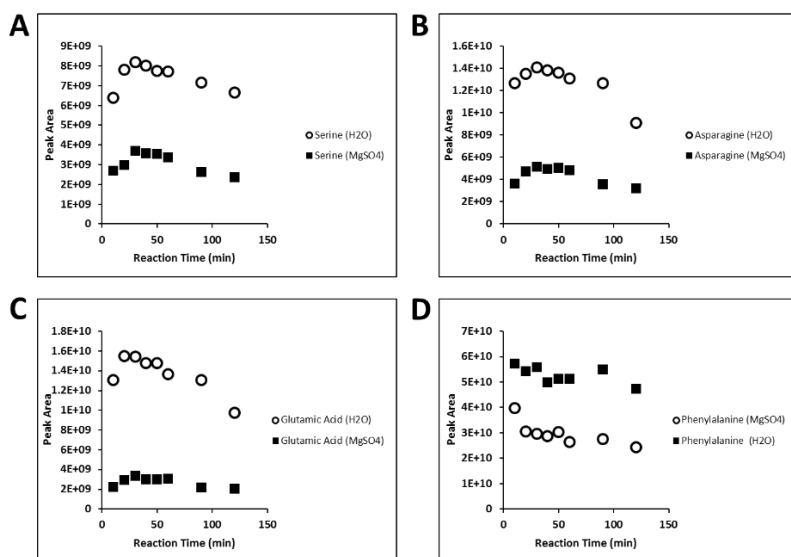 A
9E+09
8E+09
7E+09
6E+09
5E+09
4E+09
3E+09
2E+09
1E+09
0
0 50 100 150
Peak Area
Reaction Time (min)
Serine (H2O)
Serine (MgSO4)
B
1.6E+10
1.4E+10
1.2E+10
1E+10
8E+09
6E+09
4E+09
2E+09
0
0 50 100 150
Peak Area
Reaction Time (min)
Asparagine (H2O)
Asparagine (MgSO4)
C
1.8E+10
1.6E+10
1.4E+10
1.2E+10
1E+10
8E+09
6E+09
4E+09
2E+09
0
0 50 100 150
Peak Area
Reaction Time (min)
Glutamic Acid (H2O)
Glutamic Acid (MgSO4)
D
7E+10
6E+10
5E+10
4E+10
3E+10
2E+10
1E+10
0
0 50 100 150
Peak Area
Reaction Time (min)
Phenylalanine (MgSO4)
Phenylalanine (H2O)